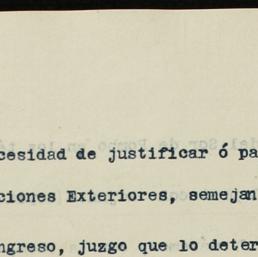 cesidad de justificar ó pa
ciones Exteriores, semejan
ngreso, juzgo que lo deter